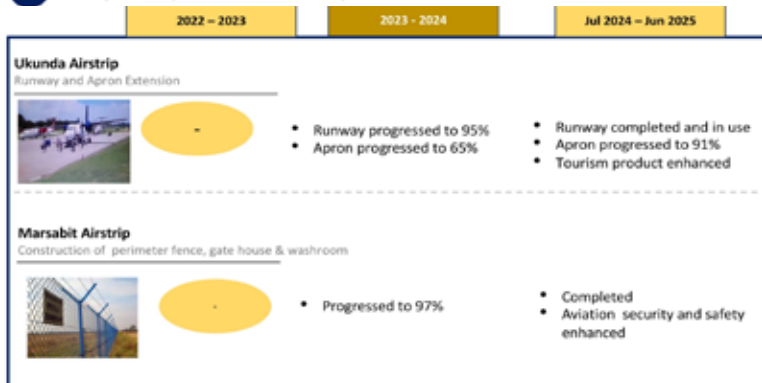 2022 – 2023
2023 - 2024
Jul 2024 – Jun 2025
Ukunda Airstrip
Runway and Apron Extension
-
• Runway progressed to 95%
• Apron progressed to 65%
• Runway completed and in use
• Apron progressed to 91%
• Tourism product enhanced
Marsabit Airstrip
Construction of perimeter fence, gate house & washroom
-
• Progressed to 97%
• Completed
• Aviation security and safety
enhanced